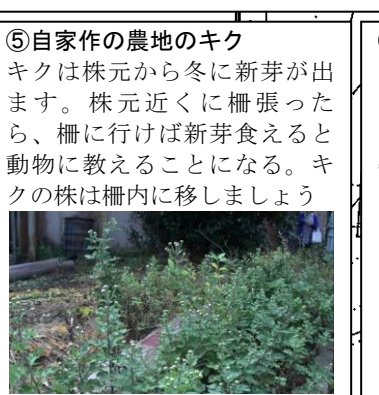 ⑤自家作の農地のキク
キクは株元から冬に新芽が出
ます。株元近くに柵張った
ら、柵に行けば新芽食えると
動物に教えることになる。キ
クの株は柵内に移しましょう